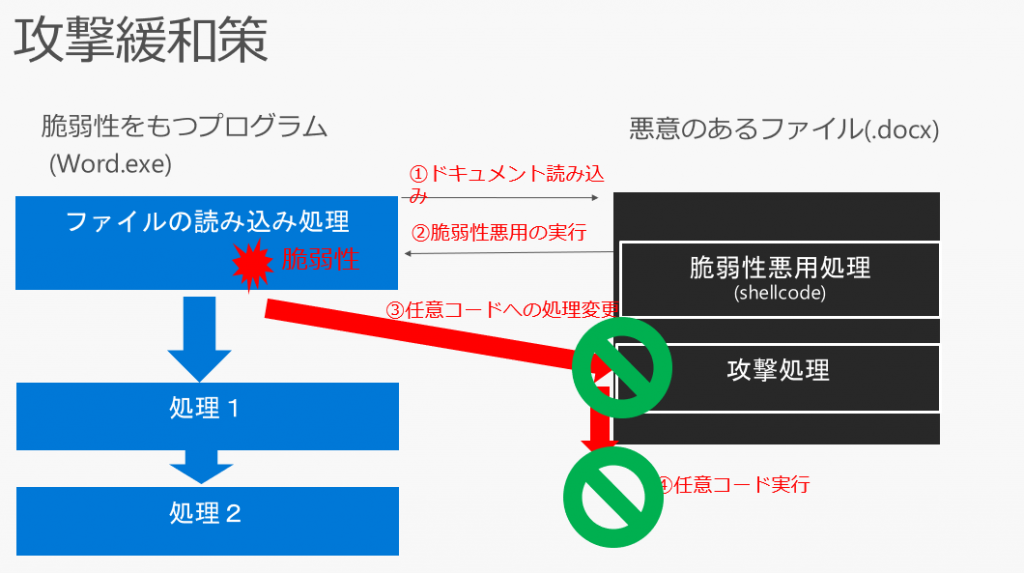 攻撃緩和策
脆弱性をもつプログラム
(Word.exe)
悪意のあるファイル(.docx)
①ドキュメント読み込
み
ファイルの読み込み処理
脆弱性
②脆弱性悪用の実行
脆弱性悪用処理
(shellcode)
③任意コードへの処理変更
攻撃処理
処理１
④任意コード実行
処理２